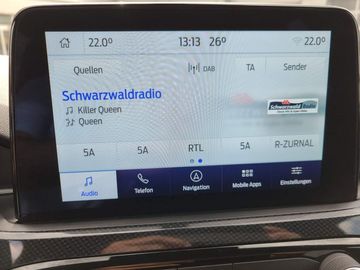 22.0° 13:13 26° 22.0°
Quellen DAB TA Sender
Schwarzwaldradio
Killer Queen
Queen
Schwarzwald
5A 5A RTL 5A R-ZURNAL
Audio Telefon Navigation Mobile Apps Einstellungen